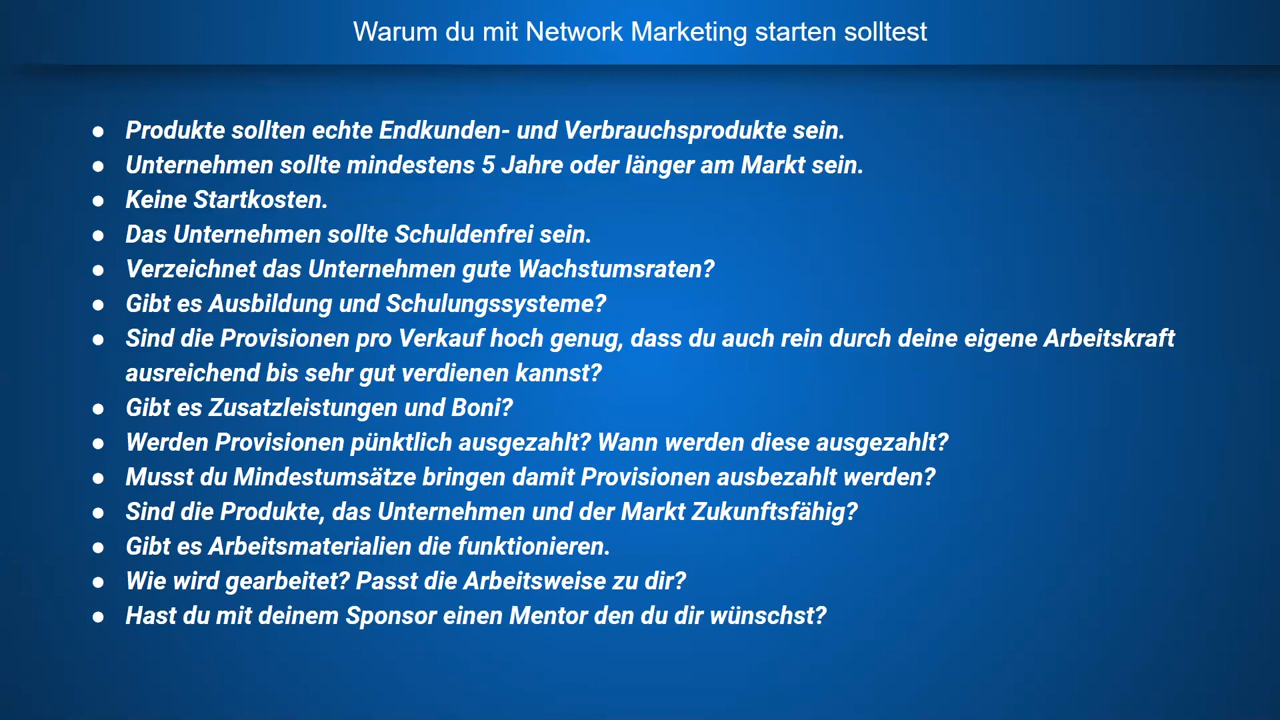 Warum du mit Network Marketing starten solltest
● Produkte sollten echte Endkunden- und Verbrauchsprodukte sein.
● Unternehmen sollte mindestens 5 Jahre oder länger am Markt sein.
● Keine Startkosten.
● Das Unternehmen sollte Schuldenfrei sein.
● Verzeichnet das Unternehmen gute Wachstumsraten?
● Gibt es Ausbildung und Schulungssysteme?
● Sind die Provisionen pro Verkauf hoch genug, dass du auch rein durch deine eigene Arbeitskraft
ausreichend bis sehr gut verdienen kannst?
● Gibt es Zusatzleistungen und Boni?
● Werden Provisionen pünktlich ausgezahlt? Wann werden diese ausgezahlt?
● Musst du Mindestumsätze bringen damit Provisionen ausbezahlt werden?
● Sind die Produkte, das Unternehmen und der Markt Zukunftsfähig?
● Gibt es Arbeitsmaterialien die funktionieren.
● Wie wird gearbeitet? Passt die Arbeitsweise zu dir?
● Hast du mit deinem Sponsor einen Mentor den du dir wünschst?